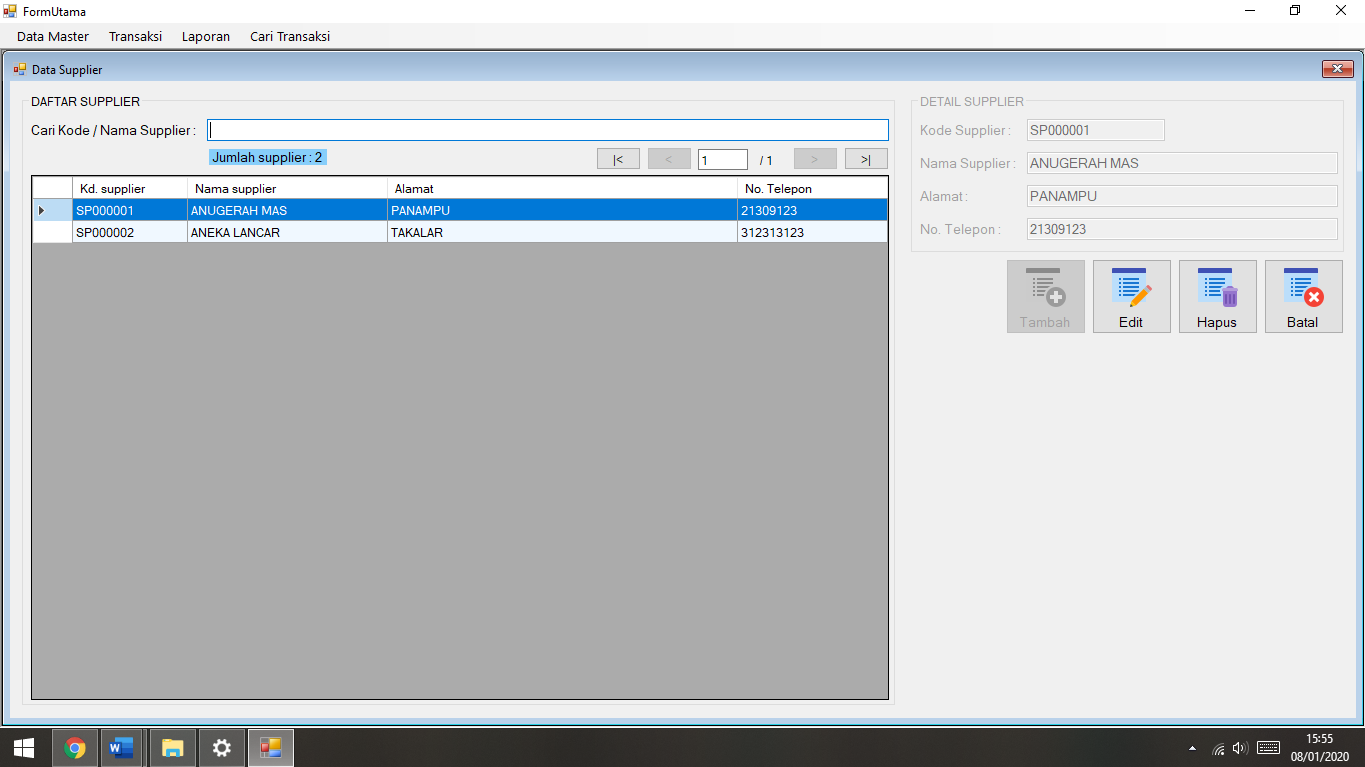 FormUtama
Data Master Transaksi Laporan Cari Transaksi
Data Supplier
DAFTAR SUPPLIER
Cari Kode / Nama Supplier :
Jumlah supplier : 2
|< < 1 / 1 > >|
Kd. supplier Nama supplier Alamat No. Telepon
SP000001 ANUGERAH MAS PANAMPU 21309123
SP000002 ANEKA LANCAR TAKALAR 312313123
DETAIL SUPPLIER
Kode Supplier : SP000001
Nama Supplier : ANUGERAH MAS
Alamat : PANAMPU
No. Telepon : 21309123
Tambah Edit Hapus Batal
15:55
08/01/2020